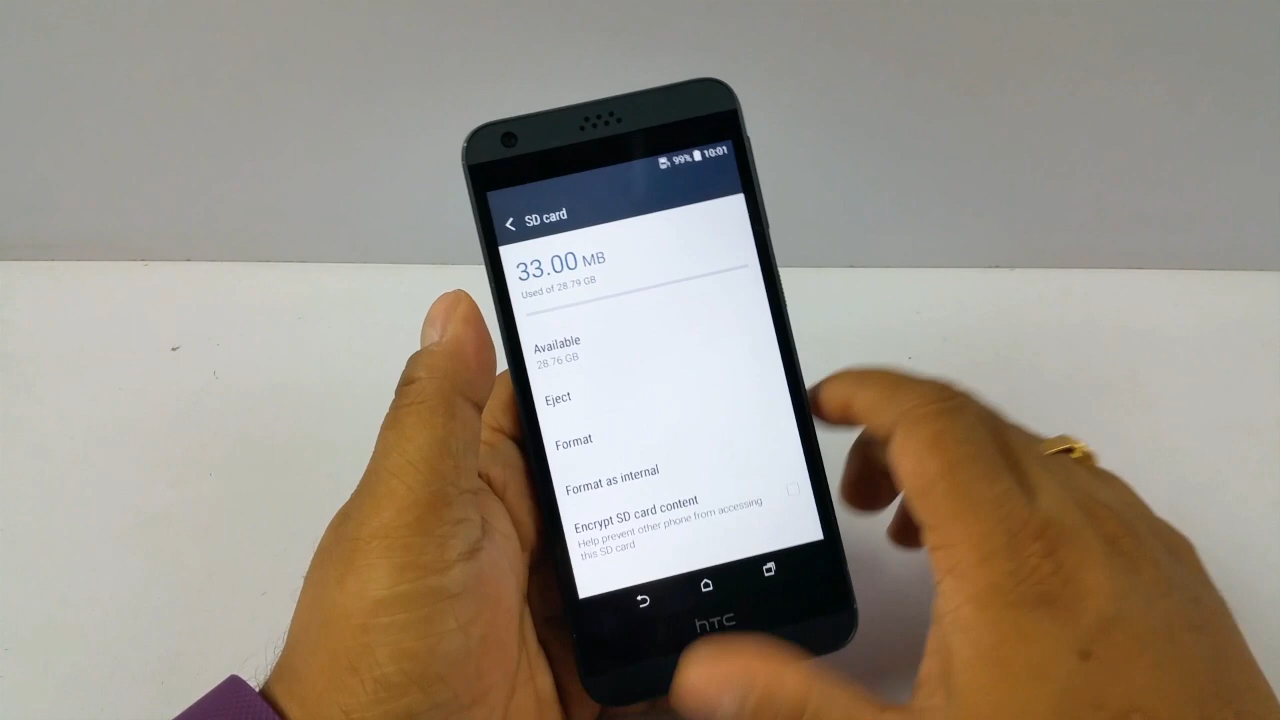 99% 10:01
SD card
33.00 MB
Used of 28.79 GB
Available
28.76 GB
Eject
Format
Format as internal
Encrypt SD card content
Help prevent other phone from accessing
this SD card
hTC